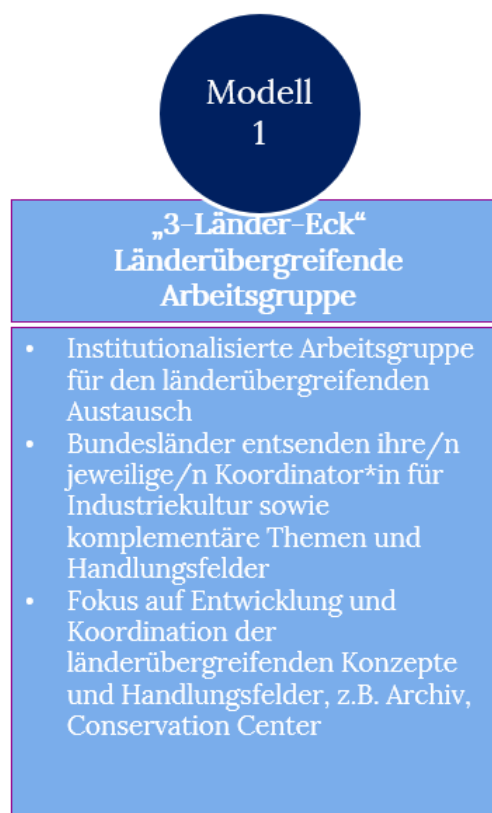 Modell
1
„3-Länder-Eck“
Länderübergreifende
Arbeitsgruppe
• Institutionalisierte Arbeitsgruppe
für den länderübergreifenden
Austausch
• Bundesländer entsenden ihre/n
jeweilige/n Koordinator*in für
Industriekultur sowie
komplementäre Themen und
Handlungsfelder
• Fokus auf Entwicklung und
Koordination der
länderübergreifenden Konzepte
und Handlungsfelder, z.B. Archiv,
Conservation Center